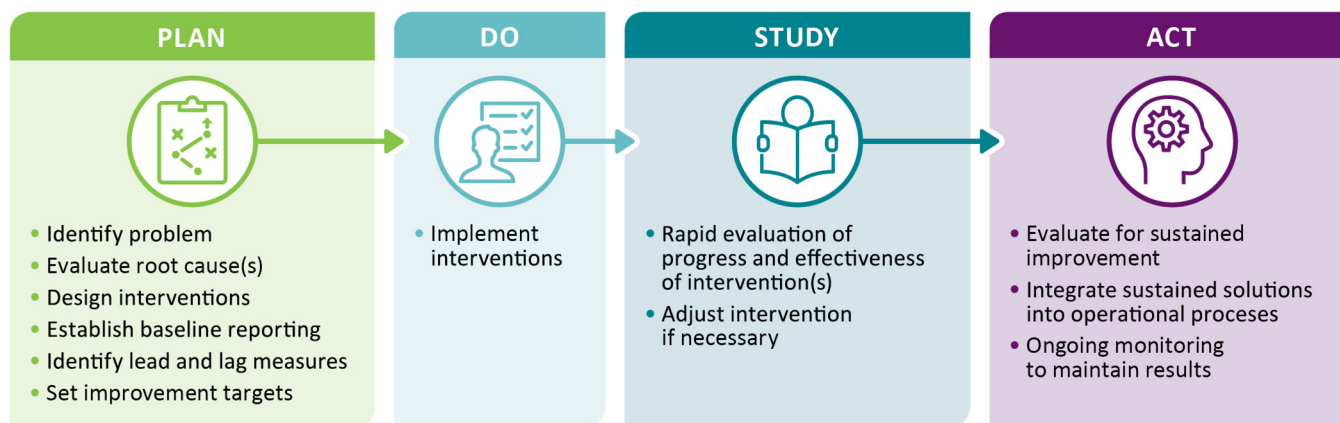 PLAN
• Identify problem
• Evaluate root cause(s)
• Design interventions
• Establish baseline reporting
• Identify lead and lag measures
• Set improvement targets
DO
• Implement
interventions
STUDY
• Rapid evaluation of
progress and effectiveness
of intervention(s)
• Adjust intervention
if necessary
ACT
• Evaluate for sustained
improvement
• Integrate sustained solutions
into operational proceses
• Ongoing monitoring
to maintain results